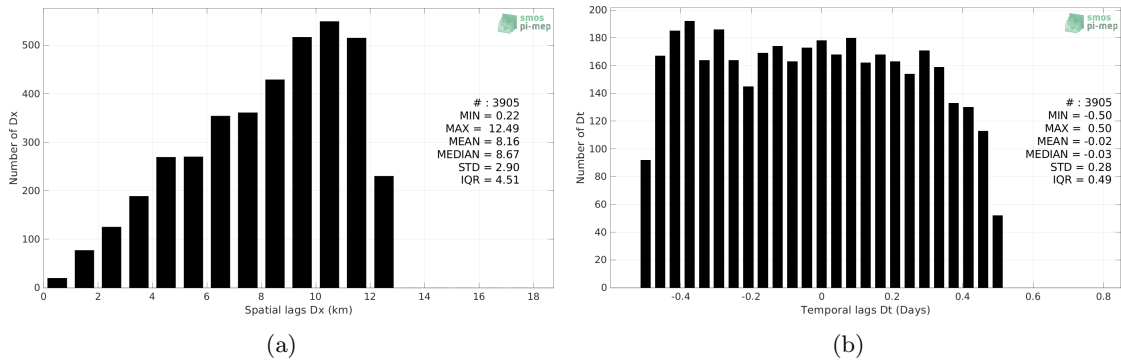 smos
pi-mep
500
400
300
200
100
0
Number of Dx
# : 3905
MIN = 0.22
MAX = 12.49
MEAN = 8.16
MEDIAN = 8.67
STD = 2.90
IQR = 4.51
0 2 4 6 8 10 12 14 16 18
Spatial lags Dx (km)
(a)
smos
pi-mep
200
180
160
140
120
100
80
60
40
20
0
Number of Dt
# : 3905
MIN = -0.50
MAX = 0.50
MEAN = -0.02
MEDIAN = -0.03
STD = 0.28
IQR = 0.49
-0.4 -0.2 0 0.2 0.4 0.6 0.8
Temporal lags Dt (Days)
(b)